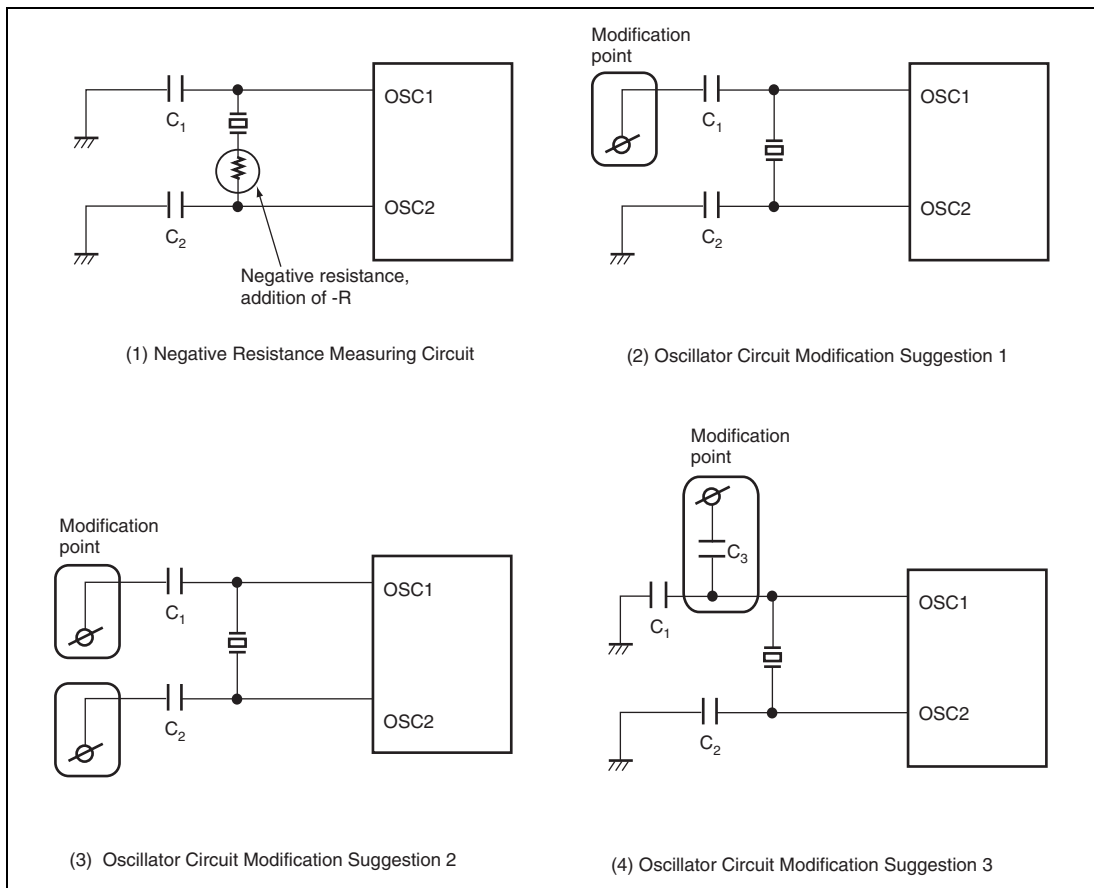 OSC1
C1
OSC2
C2
Negative resistance,
addition of -R
(1) Negative Resistance Measuring Circuit
Modification
point
OSC1
C1
OSC2
C2
(2) Oscillator Circuit Modification Suggestion 1
Modification
point
OSC1
C1
OSC2
C2
(3) Oscillator Circuit Modification Suggestion 2
Modification
point
C3
OSC1
C1
OSC2
C2
(4) Oscillator Circuit Modification Suggestion 3